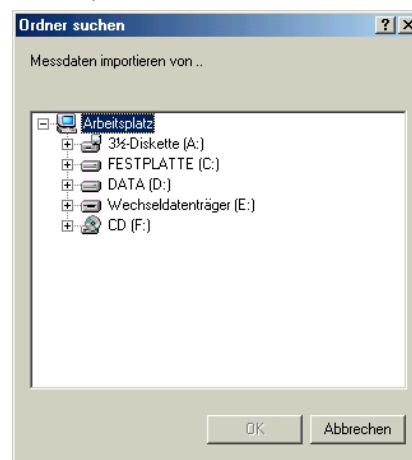 Ordner suchen
Messdaten importieren von ..
Arbeitsplatz
3½-Diskette (A:)
FESTPLATTE (C:)
DATA (D:)
Wechseldatenträger (E:)
CD (F:)
OK Abbrechen